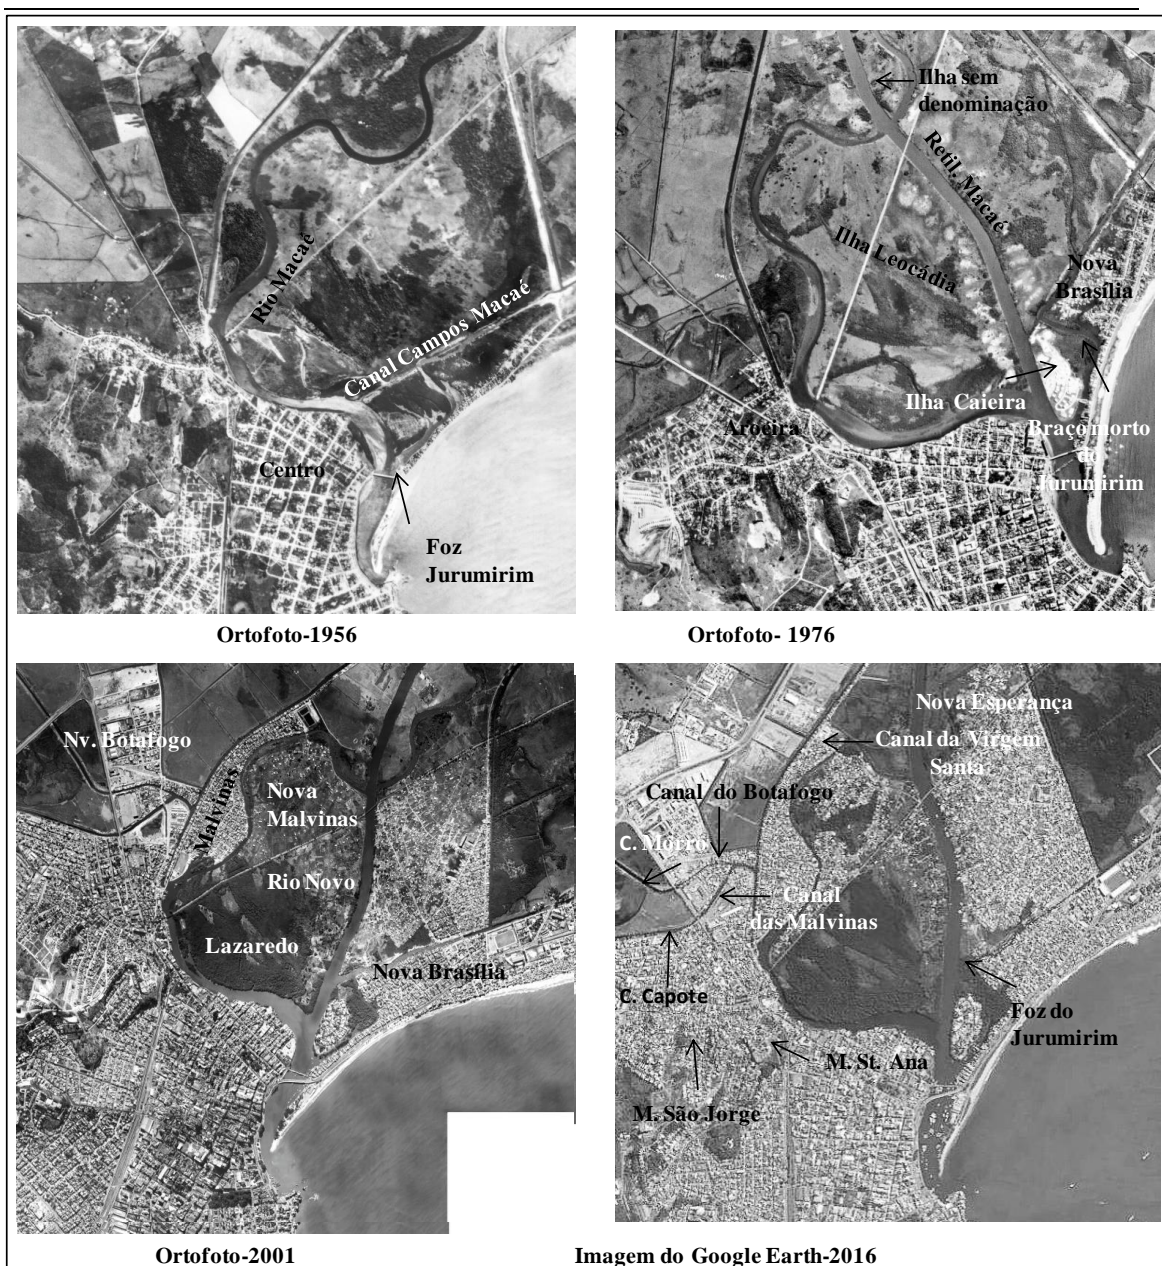 Rio Macaé
Canal Campos Macaé
Centro
Foz
Jurumirim
Ortofoto-1956
Ilha sem
denominação
Retil. Macaé
Ilha Leocádia
Nova
Brasília
Ilha Caieira
Aroeira
Braço morto
do
Jurumirim
Ortofoto- 1976
Nv. Botafogo
Malvinas
Nova
Malvinas
Rio Novo
Lazaredo
Nova Brasília
Ortofoto-2001
Nova Esperança
Canal da Virgem
Santa
Canal do Botafogo
C. Morro
Canal
das Malvinas
C. Capote
Foz do
Jurumirim
M. St. Ana
M. São Jorge
Imagem do Google Earth-2016